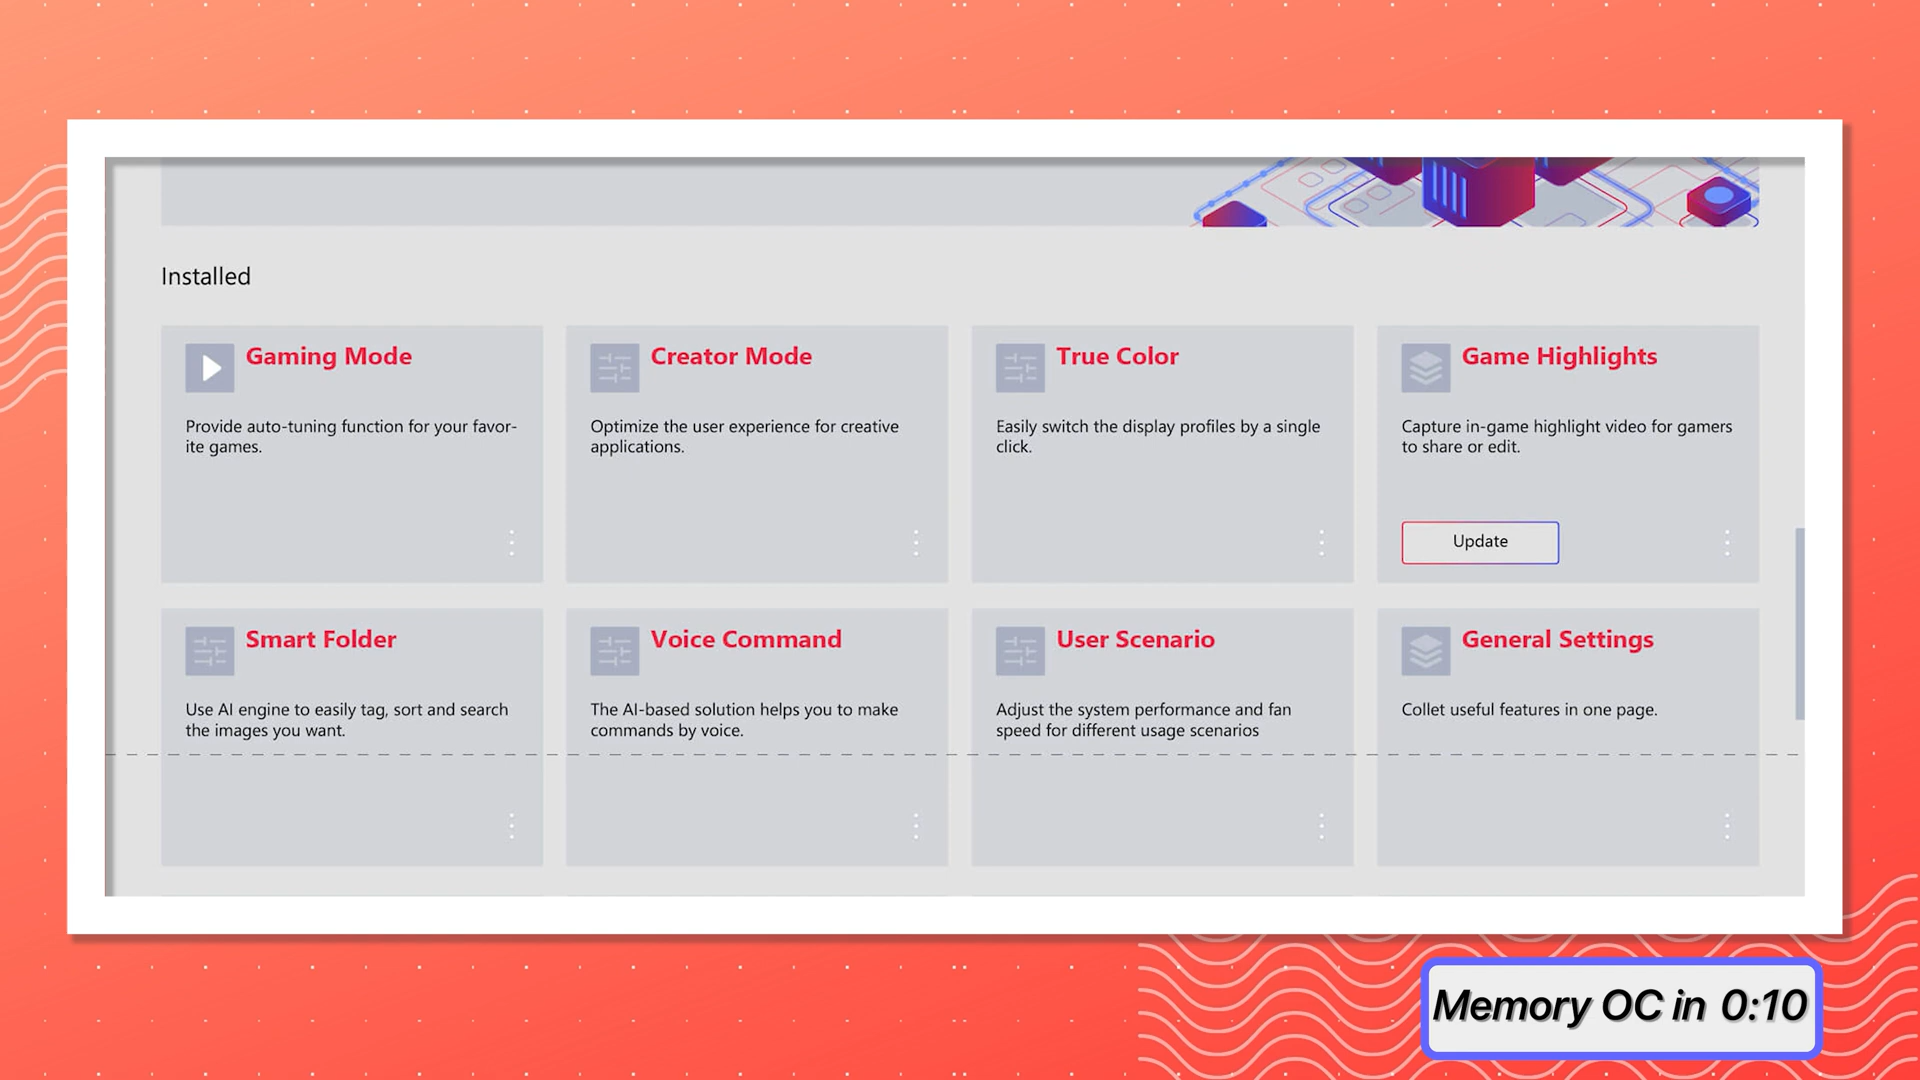 Installed
Gaming Mode
Provide auto-tuning function for your favor-
ite games.
Creator Mode
Optimize the user experience for creative
applications.
True Color
Easily switch the display profiles by a single
click.
Game Highlights
Capture in-game highlight video for gamers
to share or edit.
Update
Smart Folder
Use AI engine to easily tag, sort and search
the images you want.
Voice Command
The AI-based solution helps you to make
commands by voice.
User Scenario
Adjust the system performance and fan
speed for different usage scenarios
General Settings
Collet useful features in one page.
Memory OC in 0:10